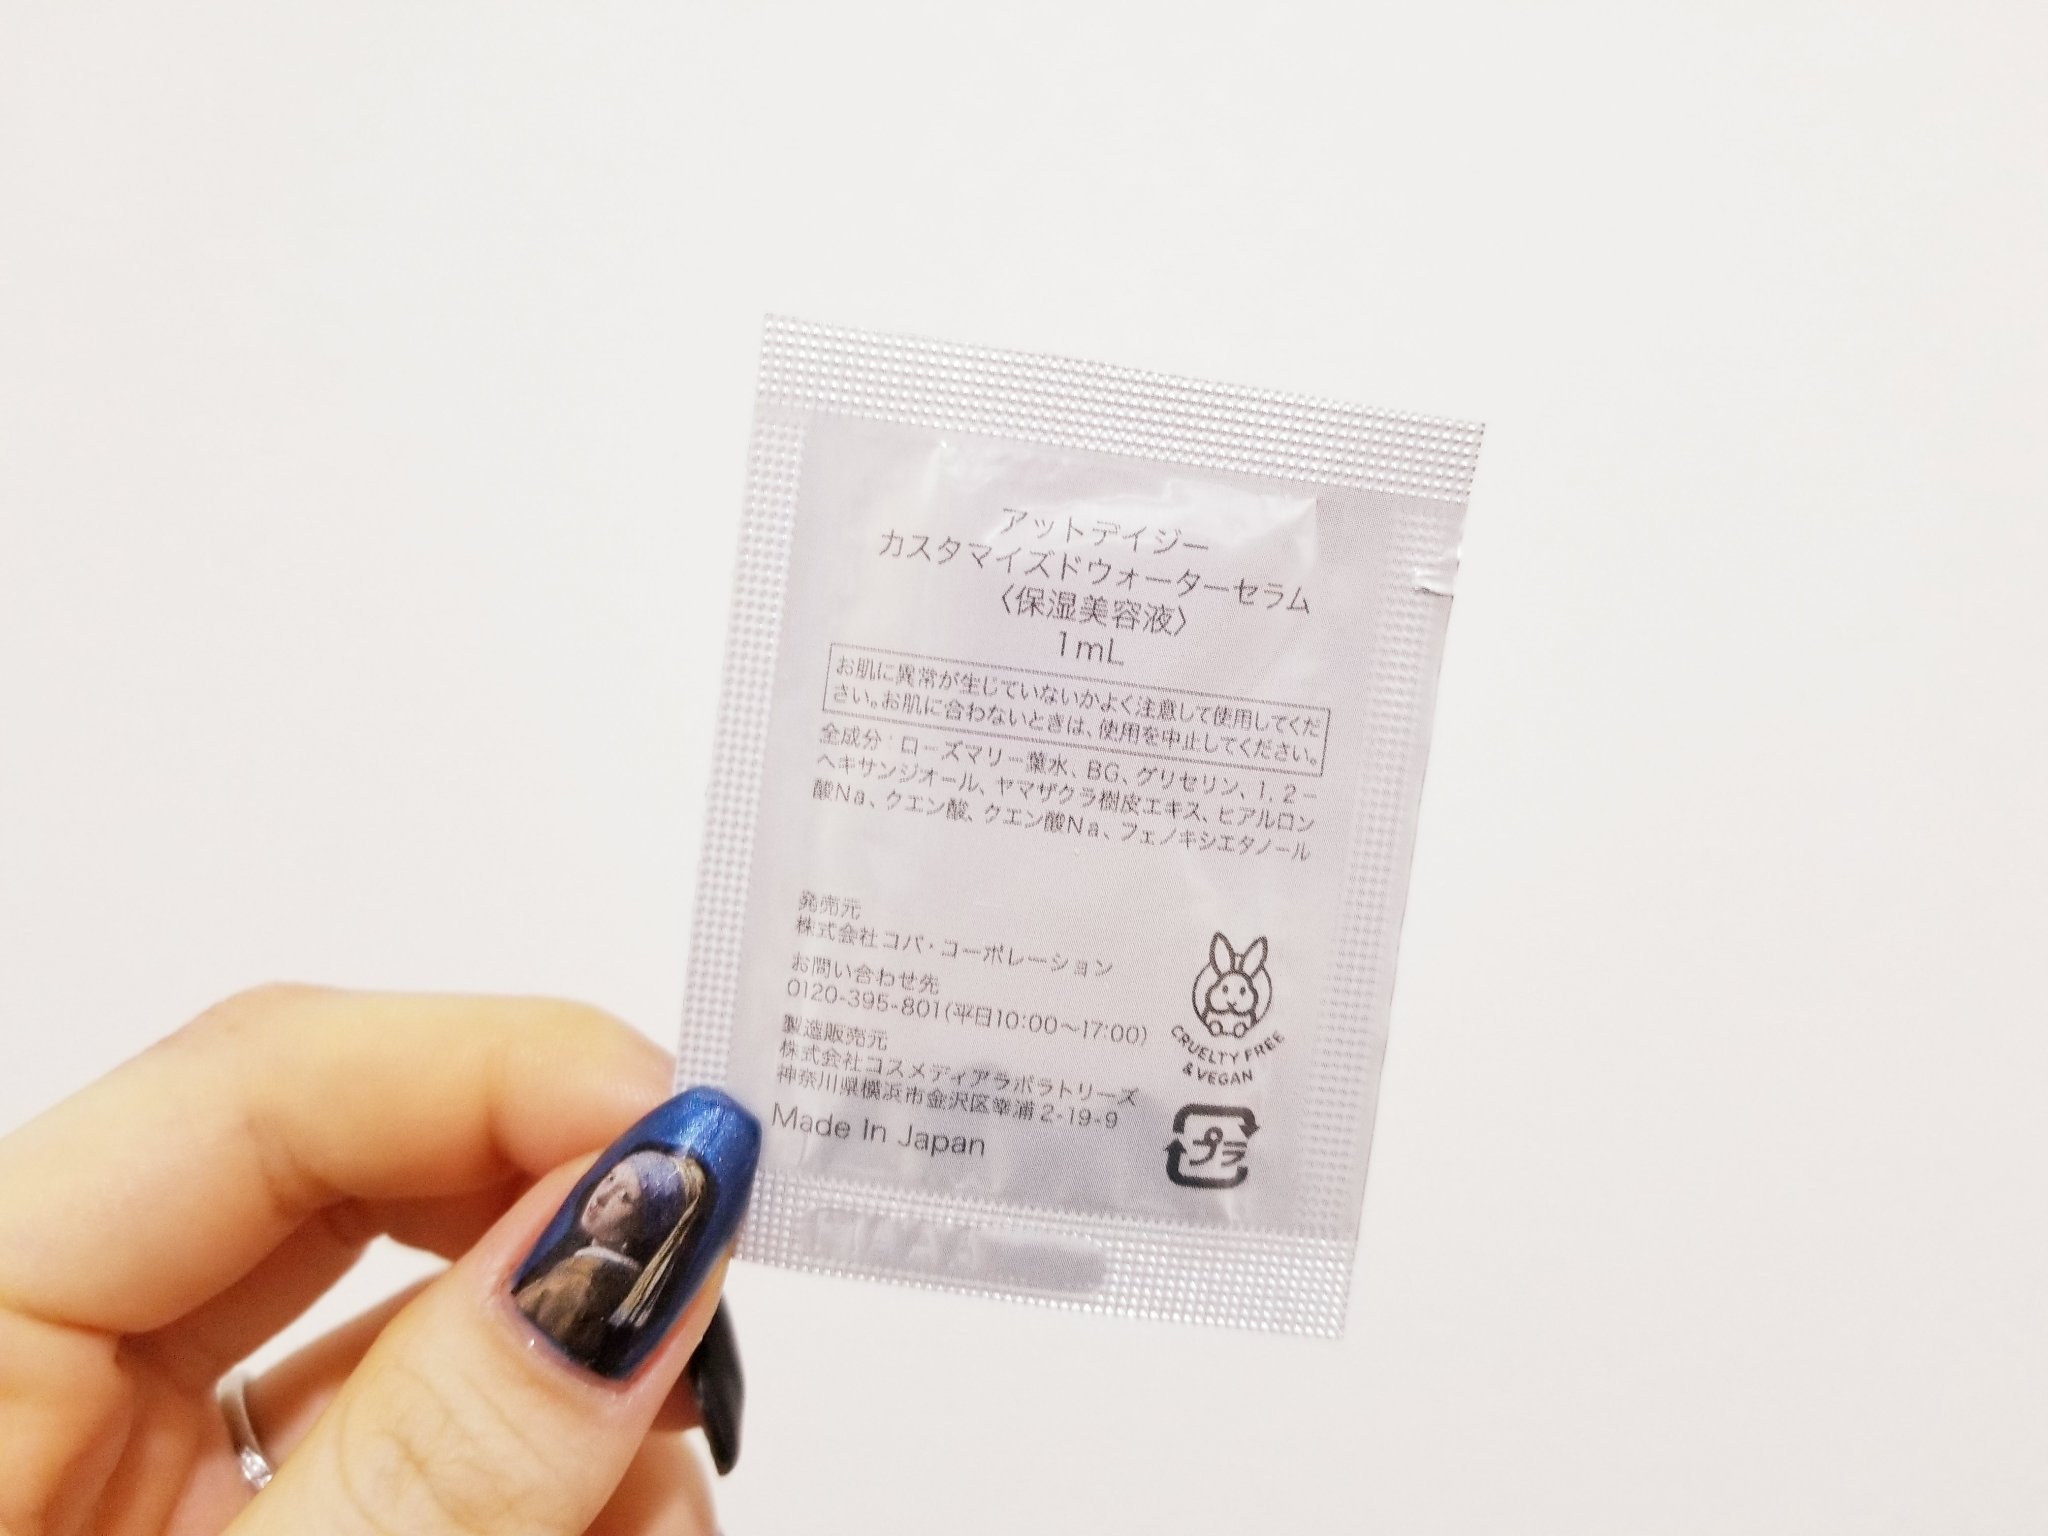 アットデイジー
カスタマイズドウォーターセラム
〈保湿美容液〉
1mL
お肌に異常が生じていないかよく注意して使用してくだ
さい。お肌に合わないときは、使用を中止してください。
全成分：ローズマリー葉水、BG、グリセリン、1,2－
ヘキサンジオール、ヤマザクラ樹皮エキス、ヒアルロン
酸Na、クエン酸、クエン酸Na、フェノキシエタノール
発売元
株式会社コパ・コーポレーション
お問い合わせ先
0120-395-801(平日10:00～17:00)
製造販売元
株式会社コスメディアラボラトリーズ
神奈川県横浜市金沢区幸浦2-19-9
Made In Japan
CRUELTY FREE
& VEGAN
プラ